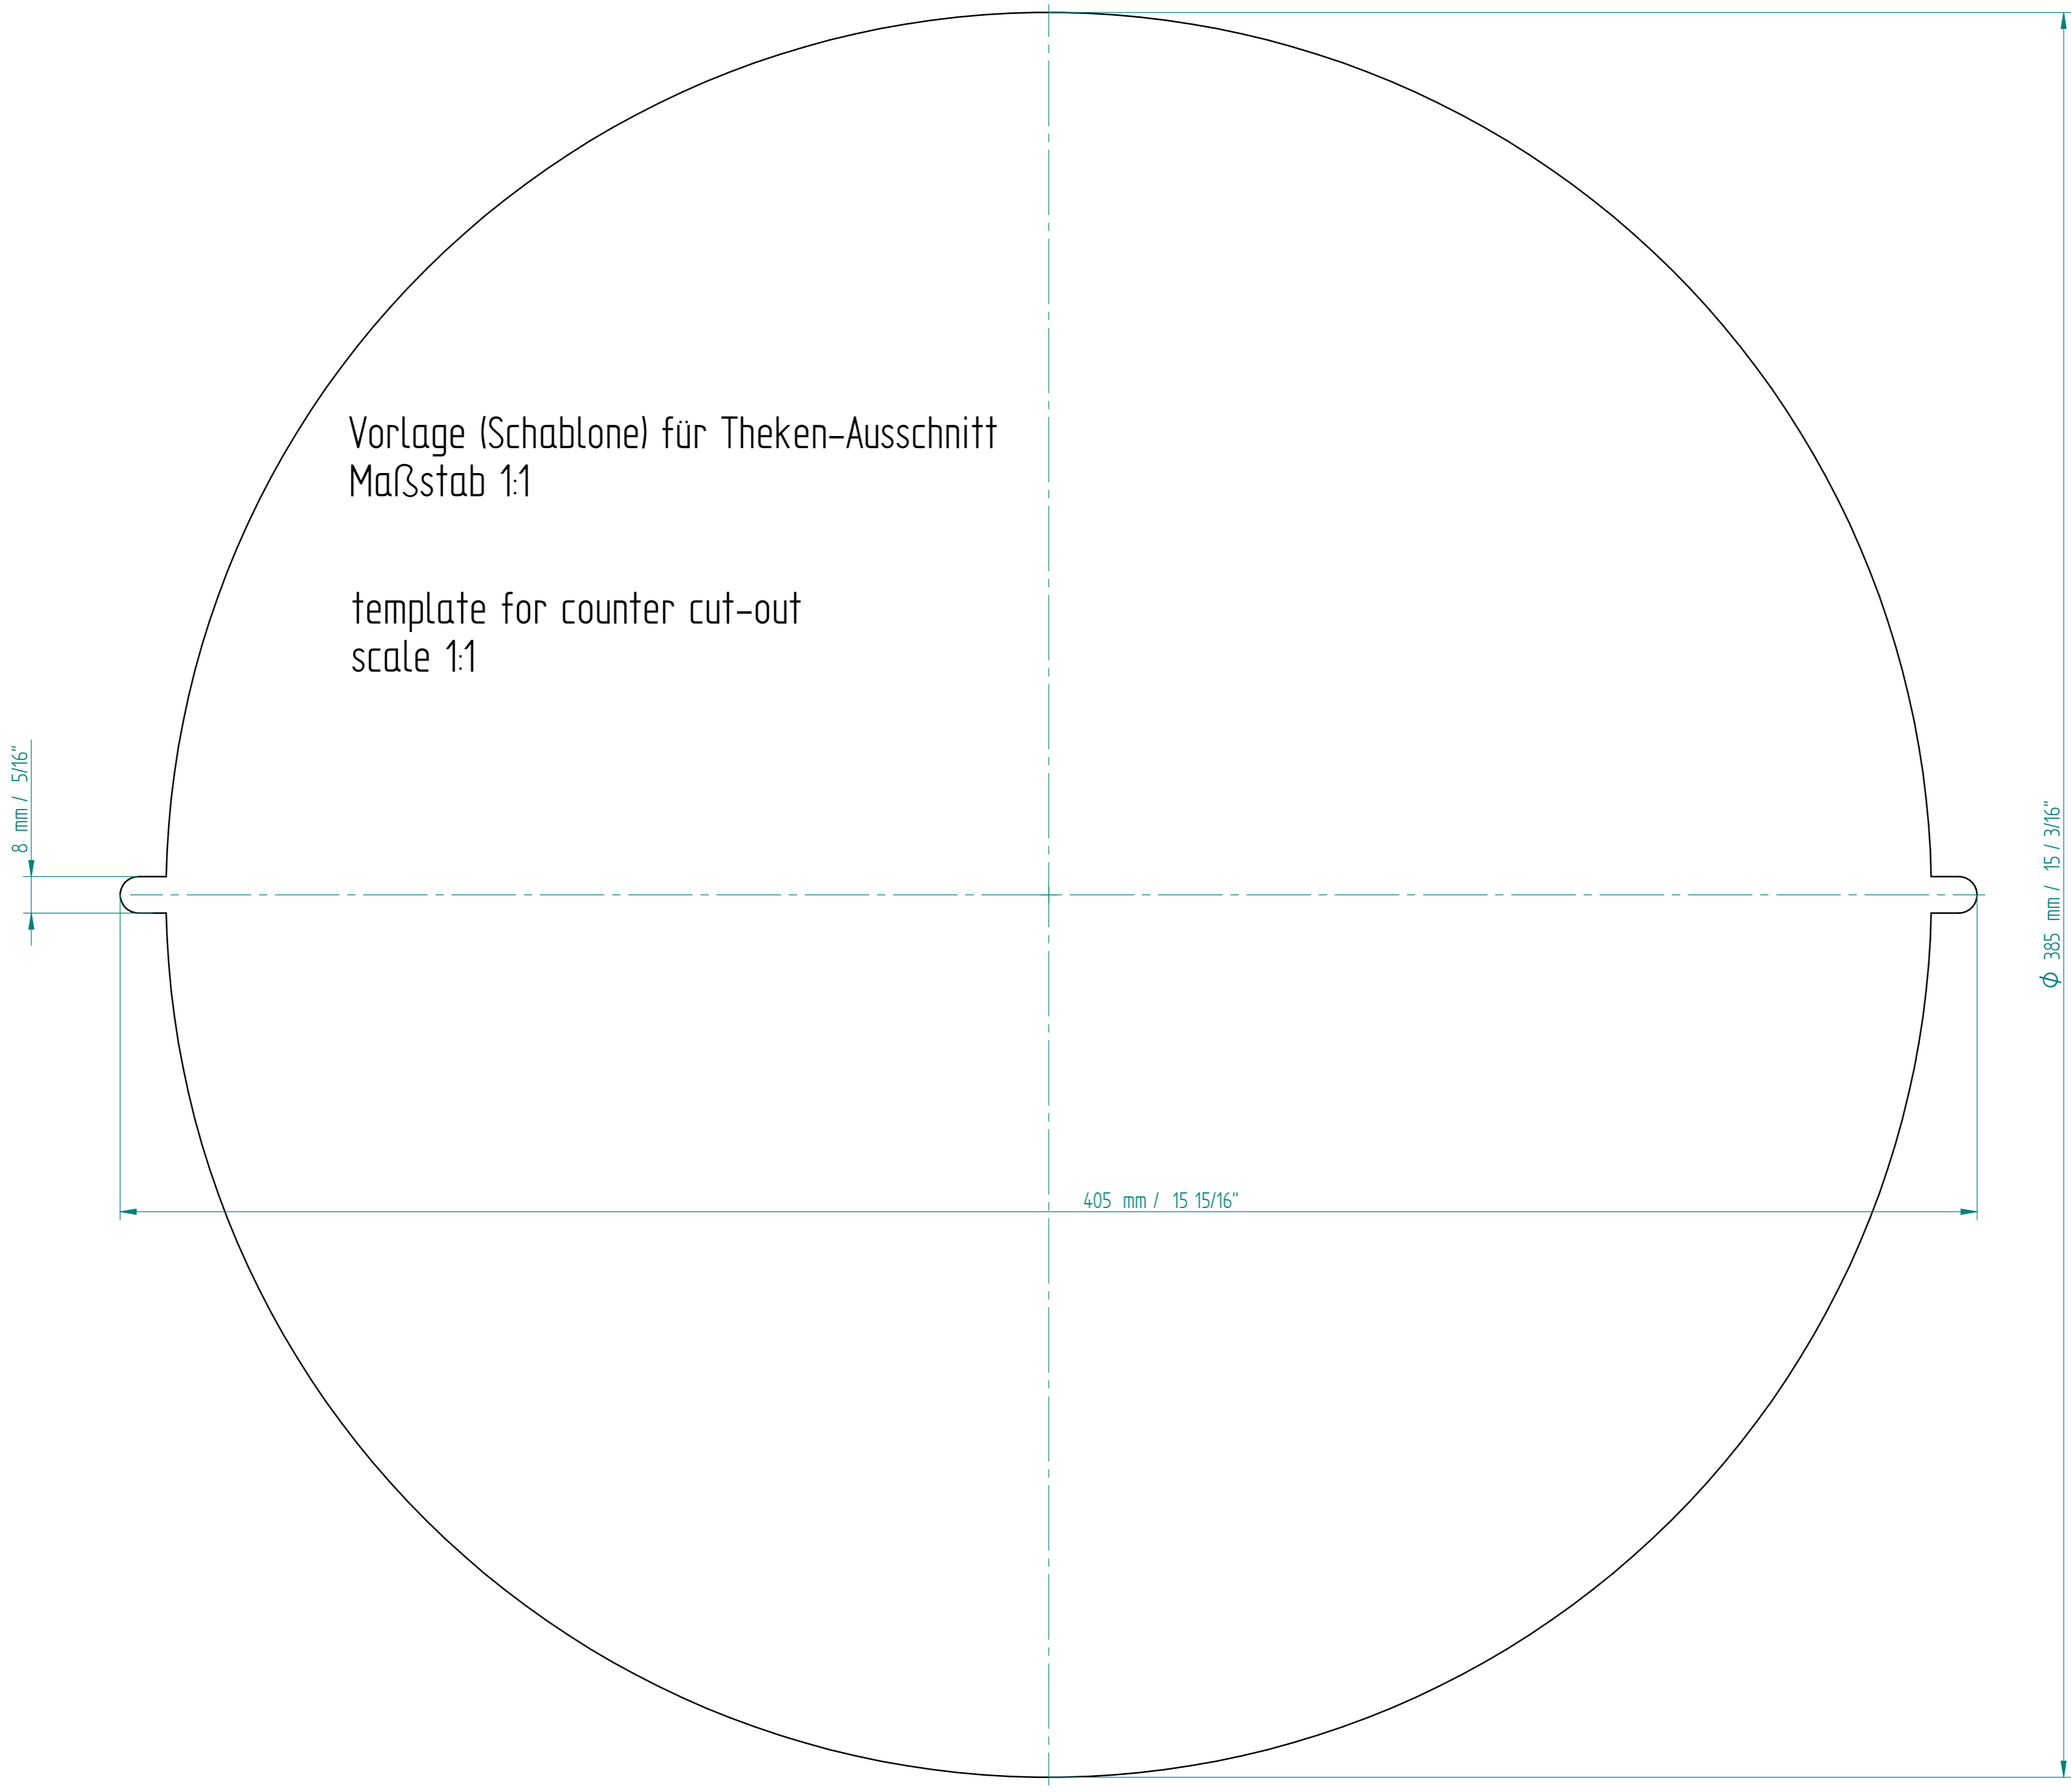 Vorlage (Schablone) für Theken-Ausschnitt
Maßstab 1:1
template for counter cut-out
scale 1:1
8 mm / 5/16"
ϕ 385 mm / 15 / 3/16"
405 mm / 15 15/16"